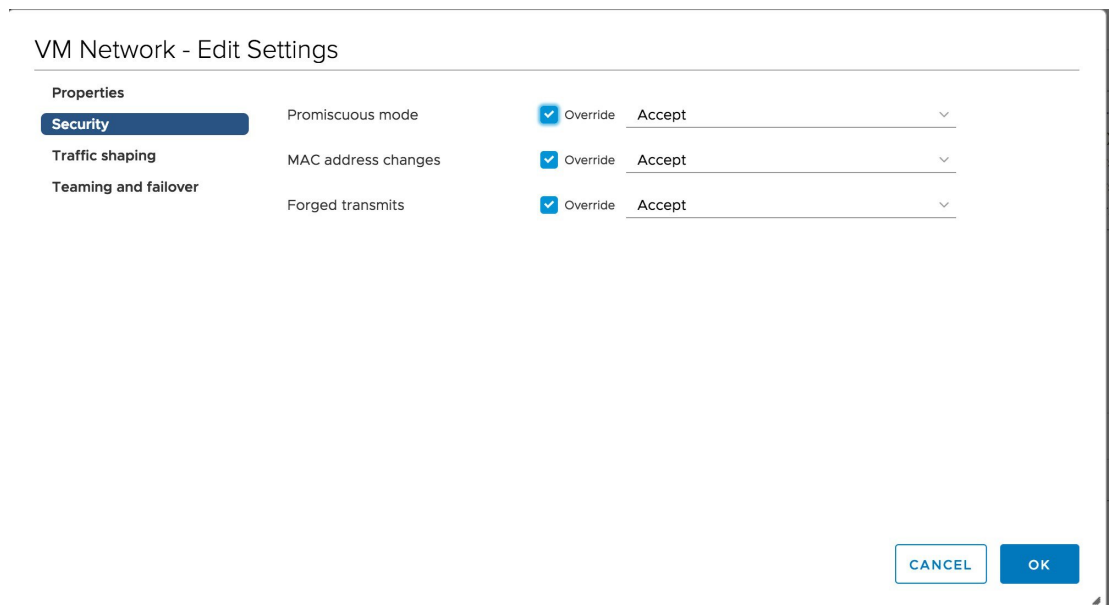 VM Network - Edit Settings
Properties
Security
Traffic shaping
Teaming and failover
Promiscuous mode Override Accept
MAC address changes Override Accept
Forged transmits Override Accept
CANCEL OK